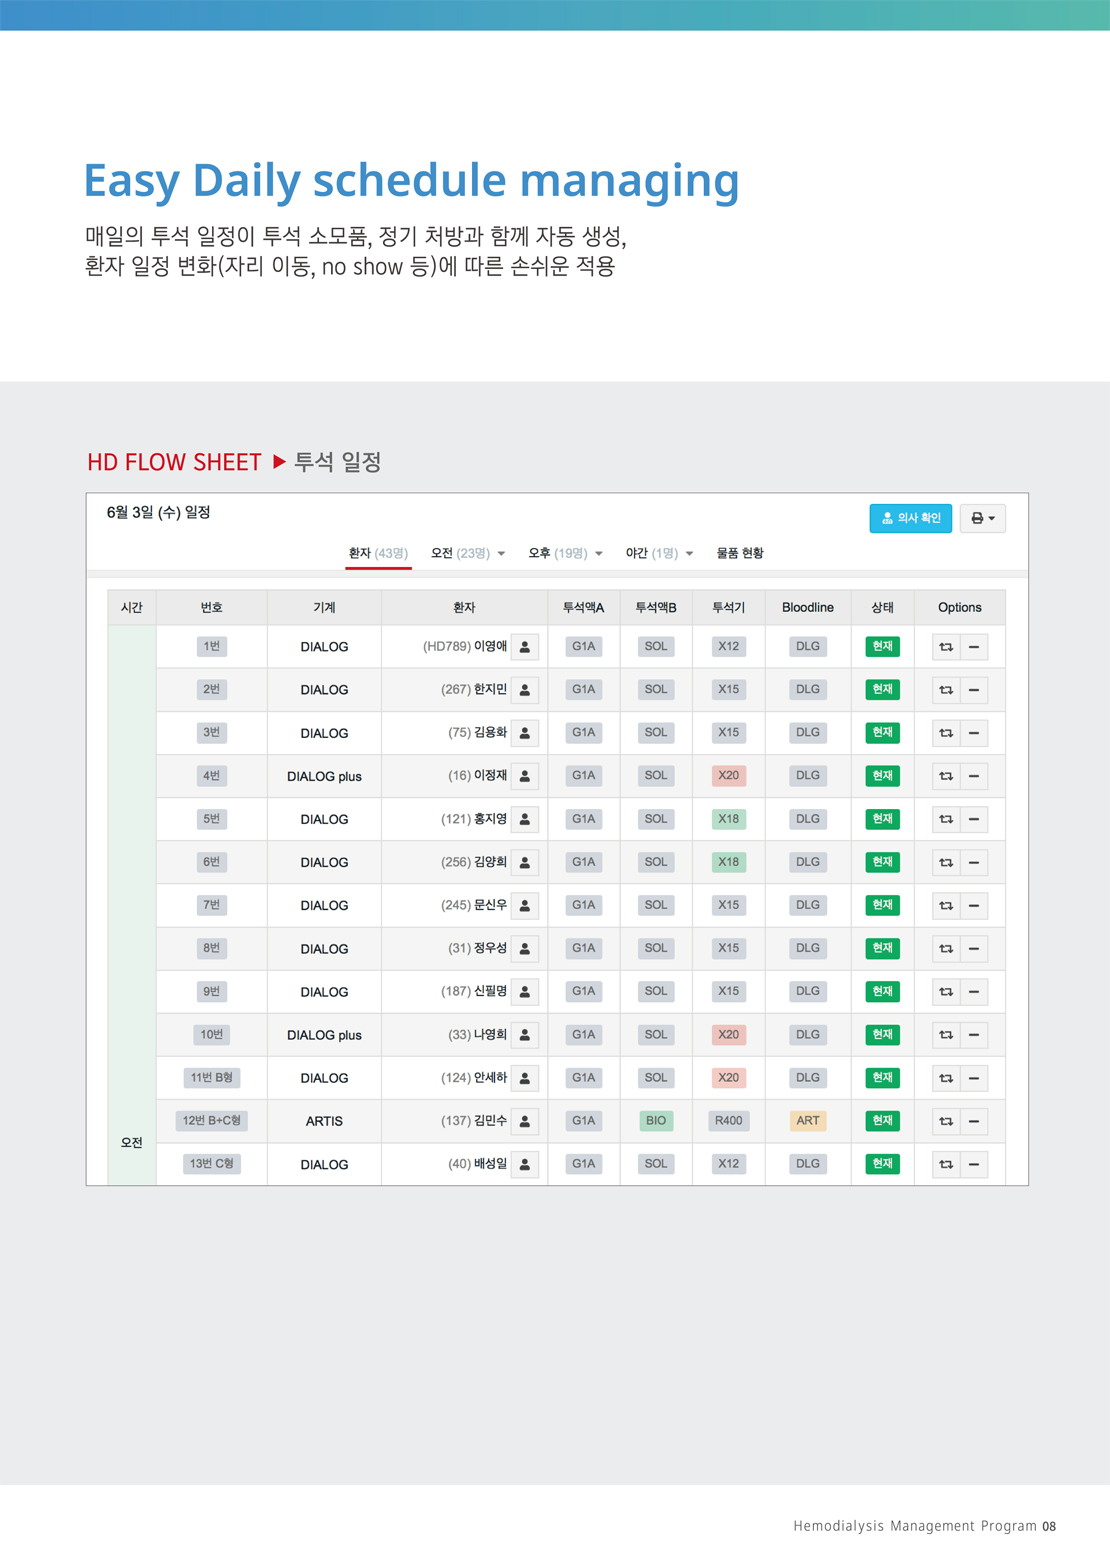 Easy Daily schedule managing
매일의 투석 일정이 투석 소모품, 정기 처방과 함께 자동 생성,
환자 일정 변화(자리 이동, no show 등)에 따른 손쉬운 적용
HD FLOW SHEET ▶ 투석 일정
6월 3일 (수) 일정 의사 확인
환자 (43명) 오전 (23명) 오후 (19명) 야간 (1명) 물품 현황
시간 번호 기계 환자 투석액A 투석액B 투석기 Bloodline 상태 Options
1번 DIALOG (HD789) 이영애 G1A SOL X12 DLG 현재
2번 DIALOG (267) 한지민 G1A SOL X15 DLG 현재
3번 DIALOG (75) 김용화 G1A SOL X15 DLG 현재
4번 DIALOG plus (16) 이정재 G1A SOL X20 DLG 현재
5번 DIALOG (121) 홍지영 G1A SOL X18 DLG 현재
6번 DIALOG (256) 김양희 G1A SOL X18 DLG 현재
7번 DIALOG (245) 문신우 G1A SOL X15 DLG 현재
8번 DIALOG (31) 정우성 G1A SOL X15 DLG 현재
9번 DIALOG (187) 신필명 G1A SOL X15 DLG 현재
10번 DIALOG plus (33) 나영희 G1A SOL X20 DLG 현재
11번 B형 DIALOG (124) 안세하 G1A SOL X20 DLG 현재
12번 B+C형 ARTIS (137) 김민수 G1A BIO R400 ART 현재
오전
13번 C형 DIALOG (40) 배성일 G1A SOL X12 DLG 현재
Hemodialysis Management Program 08